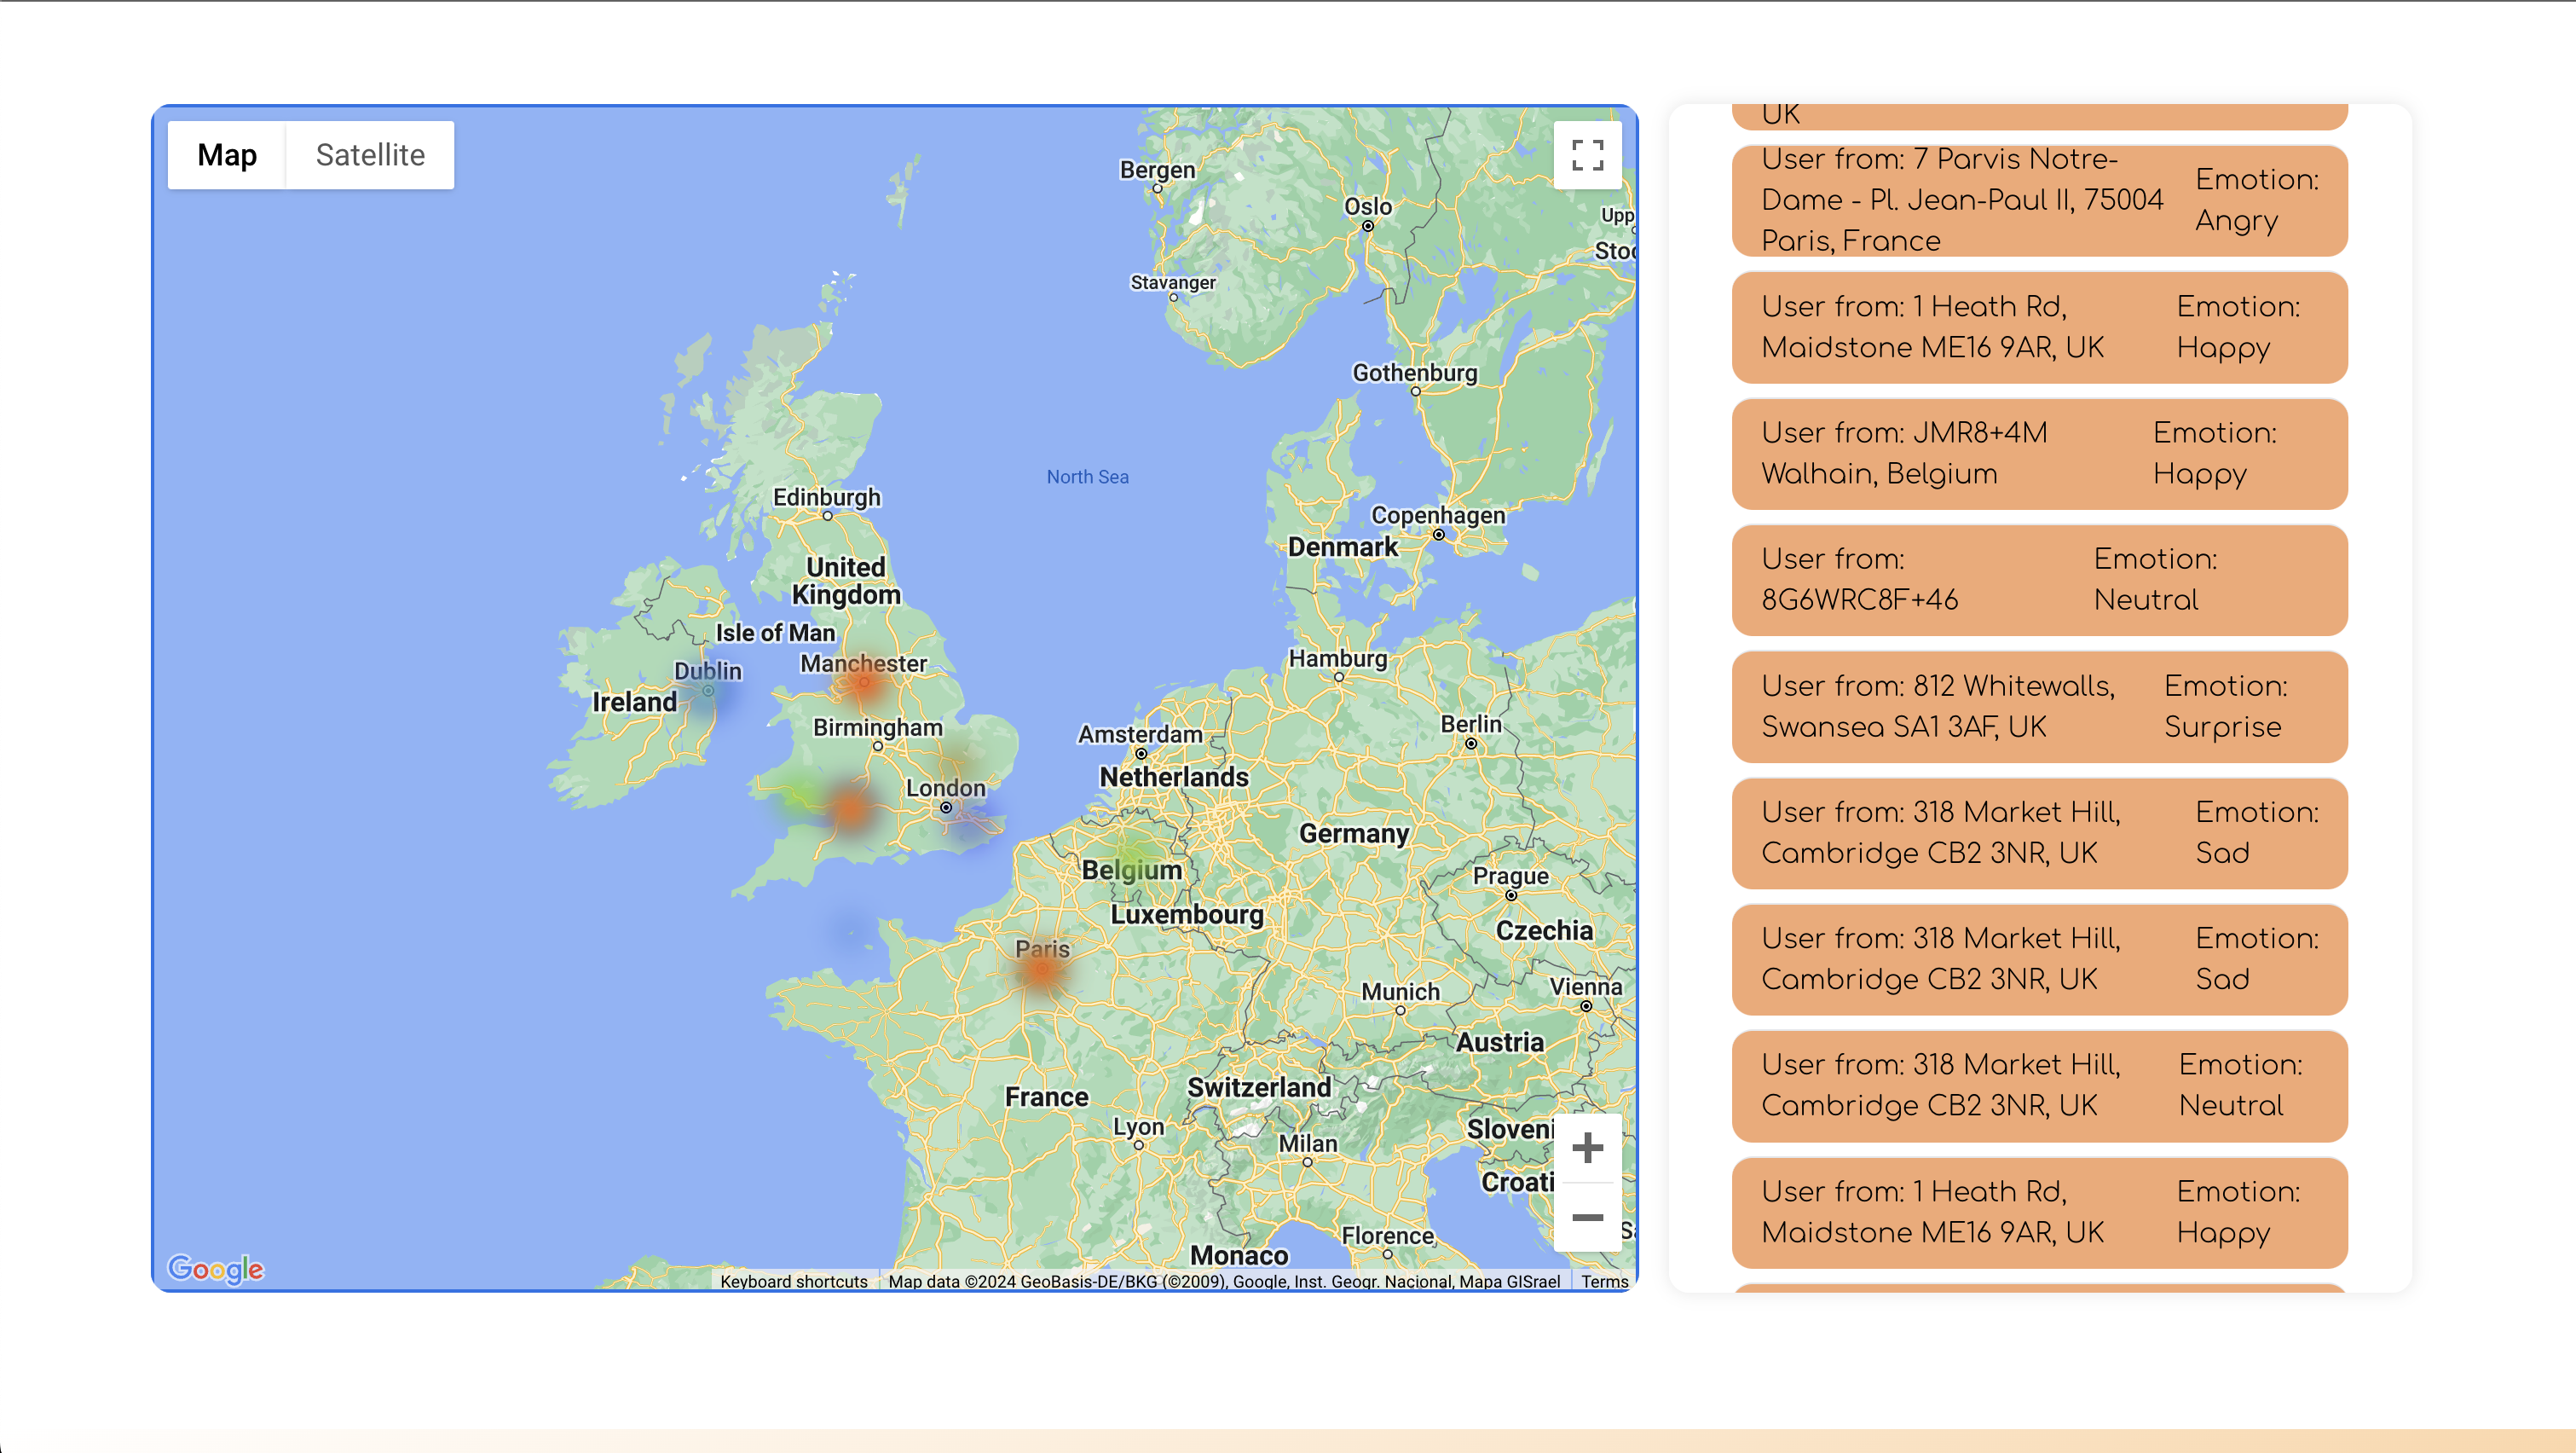 Map
Satellite
Bergen
Oslo
Upp
Stavanger
Stoc
Gothenburg
North Sea
Edinburgh
Copenhagen
Denmark
United
Kingdom
Isle of Man
Manchester
Hamburg
Dublin
Ireland
Birmingham
Amsterdam
Berlin
Netherlands
London
Germany
Belgium
Prague
Luxembourg
Czechia
Paris
Munich
Vienna
Austria
Switzerland
France
Lyon
Sloveni
Milan
Croati
Florence
Monaco
Google
Keyboard shortcuts
Map data ©2024 GeoBasis-DE/BKG (©2009), Google, Inst. Geogr. Nacional, Mapa GISrael
Terms
UK
User from: 7 Parvis Notre-
Dame - Pl. Jean-Paul II, 75004
Paris, France
Emotion:
Angry
User from: 1 Heath Rd,
Maidstone ME16 9AR, UK
Emotion:
Happy
User from: JMR8+4M
Walhain, Belgium
Emotion:
Happy
User from:
8G6WRC8F+46
Emotion:
Neutral
User from: 812 Whitewalls,
Swansea SA1 3AF, UK
Emotion:
Surprise
User from: 318 Market Hill,
Cambridge CB2 3NR, UK
Emotion:
Sad
User from: 318 Market Hill,
Cambridge CB2 3NR, UK
Emotion:
Sad
User from: 318 Market Hill,
Cambridge CB2 3NR, UK
Emotion:
Neutral
User from: 1 Heath Rd,
Maidstone ME16 9AR, UK
Emotion:
Happy